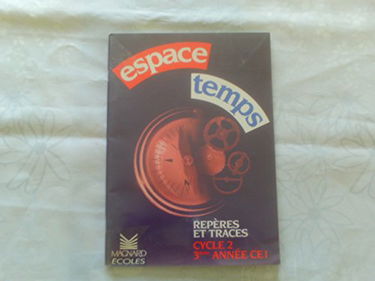 espace
temps
REPÈRES
ET TRACES
CYCLE 2
3ème ANNÉE CE1
MAGNARD
ÉCOLES